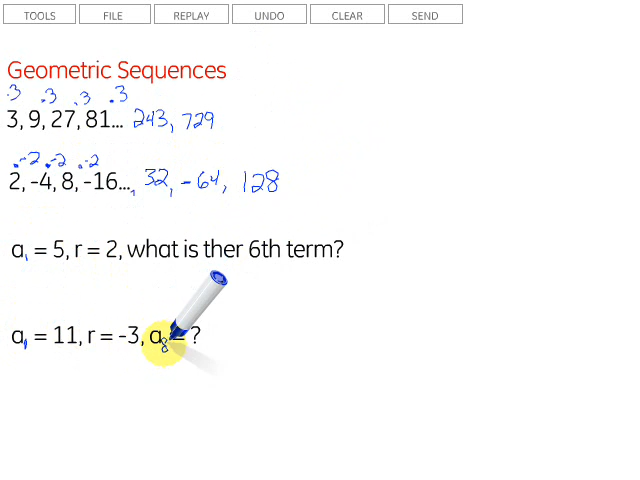 TOOLS FILE REPLAY UNDO CLEAR SEND
Geometric Sequences
.3 .3 .3 .3
3, 9, 27, 81... 243, 729
.-2 .-2 .-2
2, -4, 8, -16..., 32, -64, 128
a₁ = 5, r = 2, what is ther 6th term?
a₁ = 11, r = -3, a₈ = ?